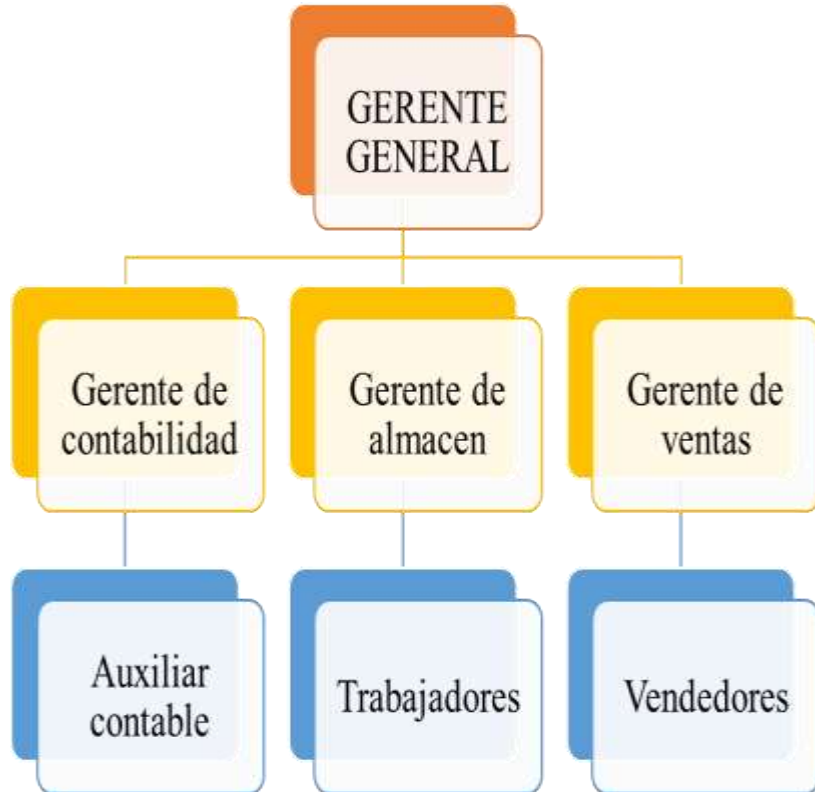 GERENTE
GENERAL
Gerente de
contabilidad
Gerente de
almacen
Gerente de
ventas
Auxiliar
contable
Trabajadores
Vendedores